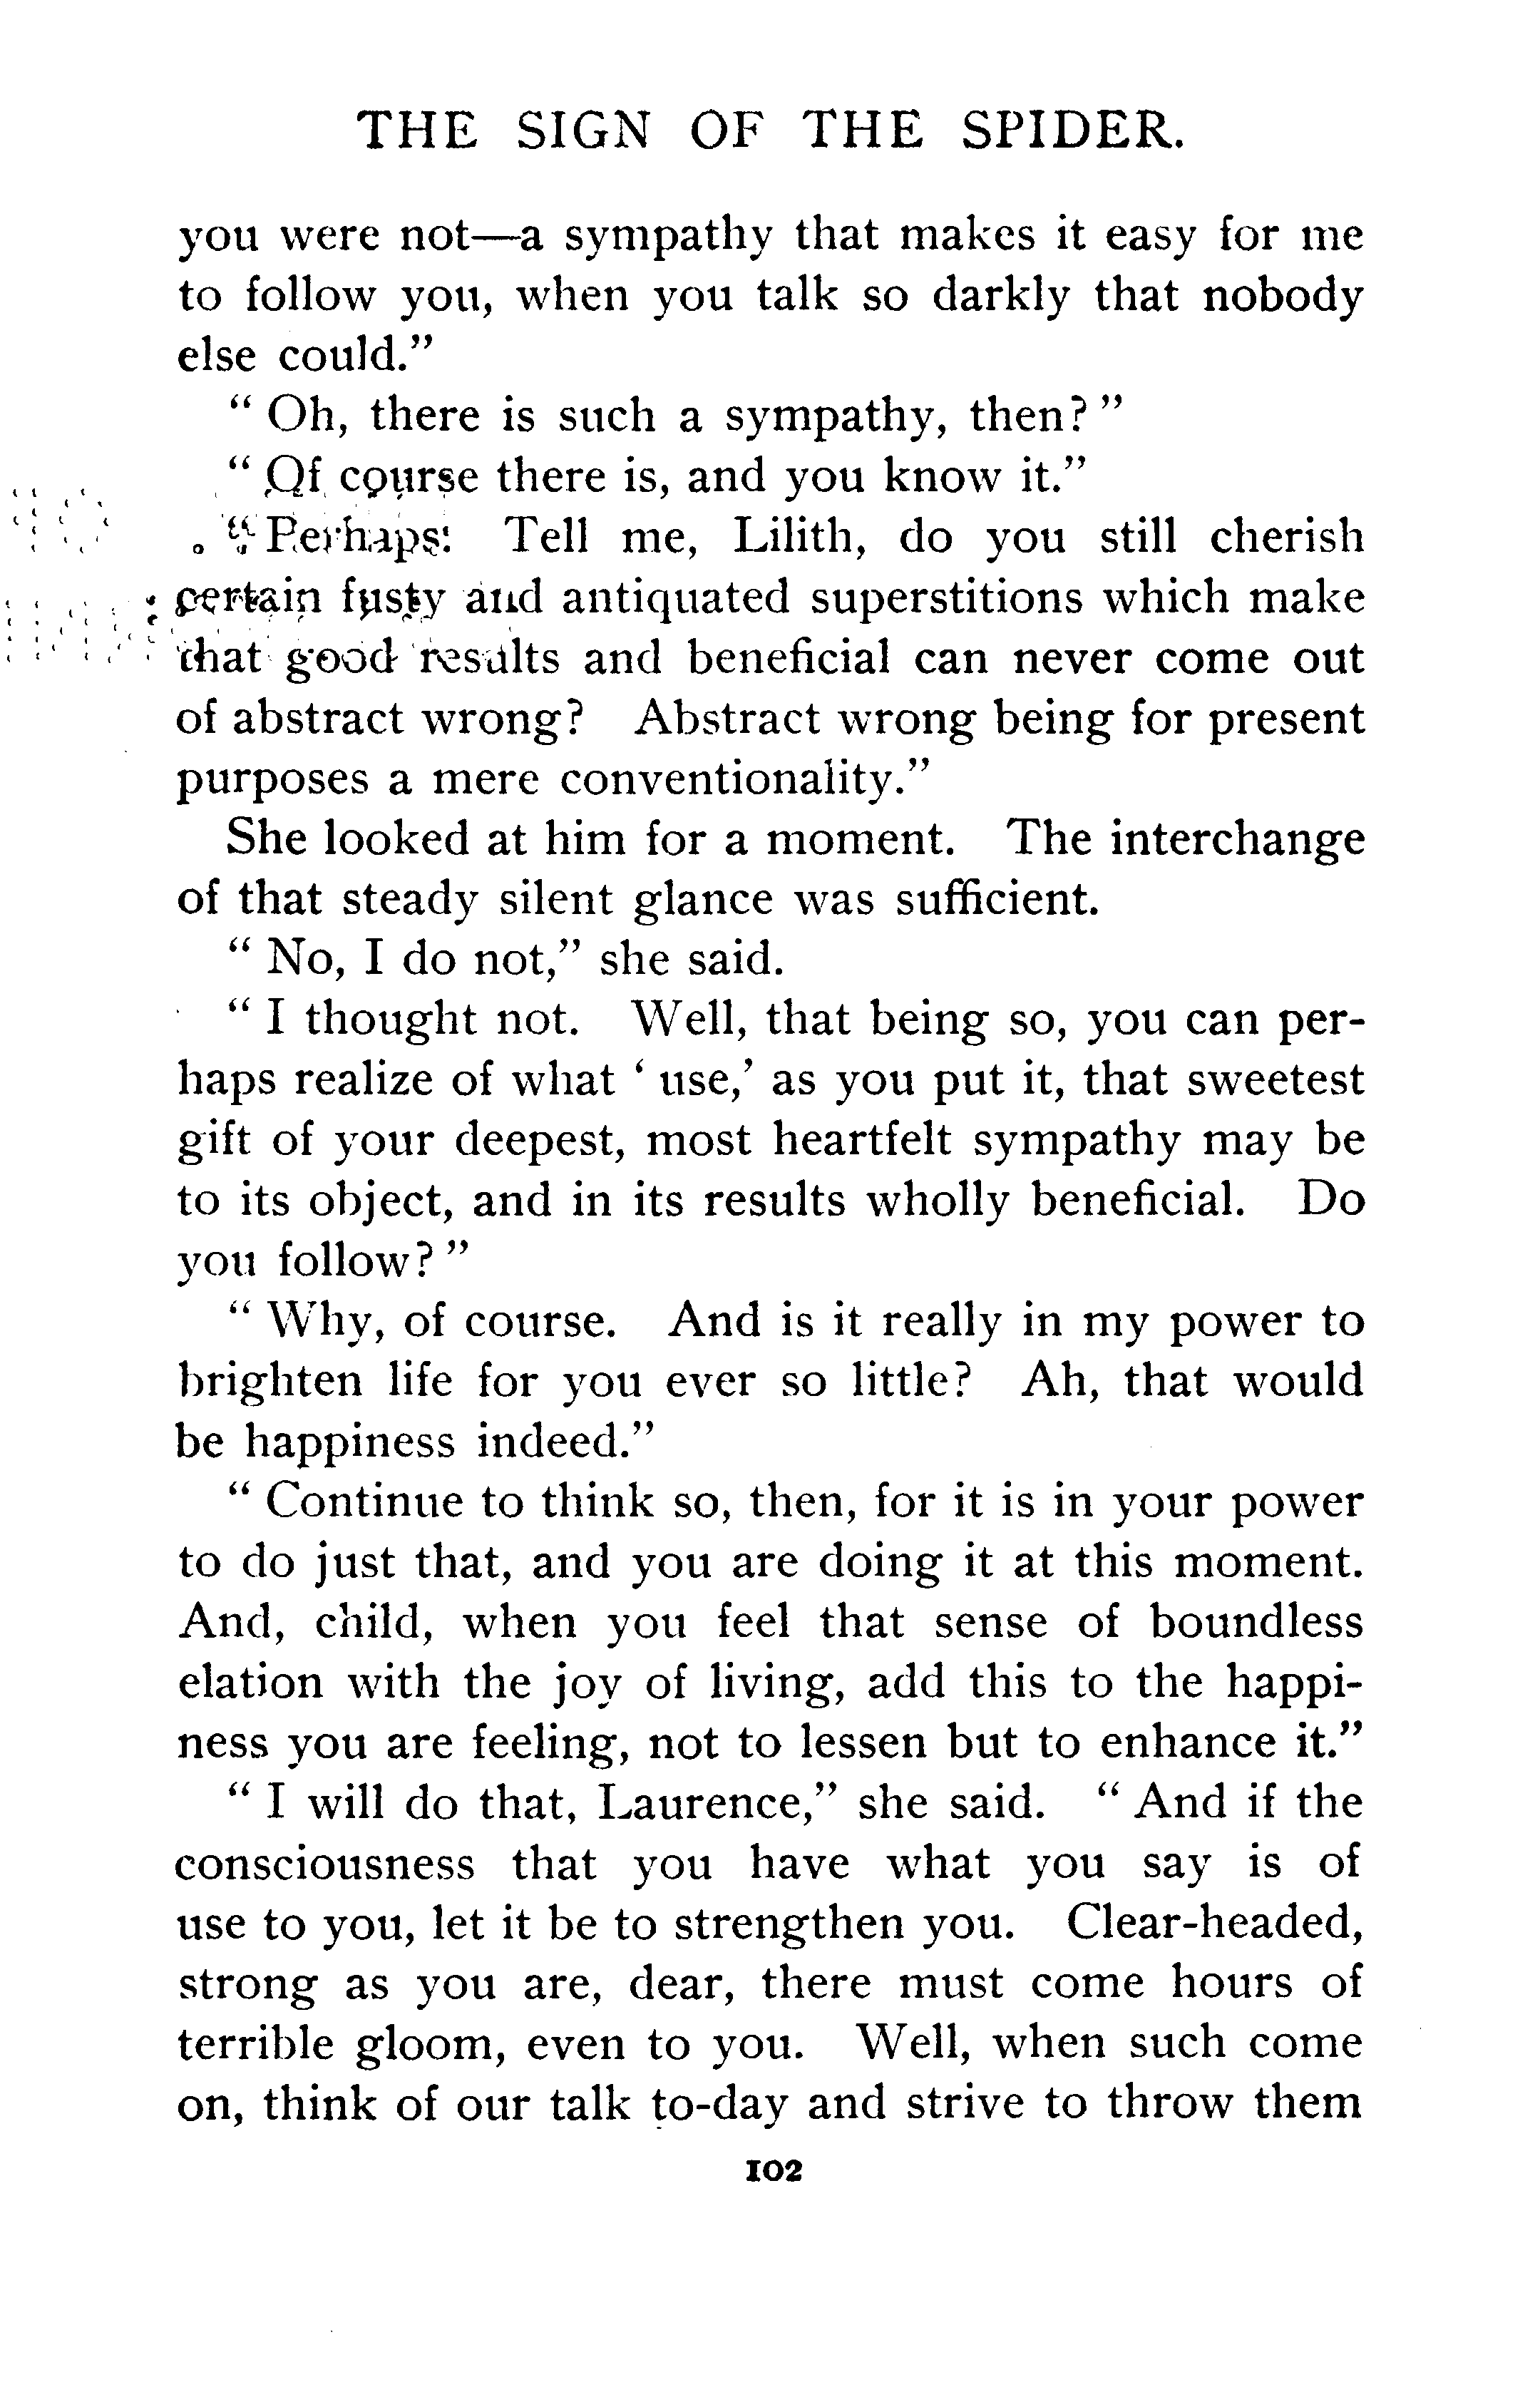 THE SIGN OF THE SPIDER.
you were not—a sympathy that makes it easy for me
to follow you, when you talk so darkly that nobody
else could.”
“ Oh, there is such a sympathy, then? ”
“ Of course there is, and you know it.”
“ Perhaps. Tell me, Lilith, do you still cherish
certain fusty and antiquated superstitions which make
that good results and beneficial can never come out
of abstract wrong? Abstract wrong being for present
purposes a mere conventionality.”
She looked at him for a moment. The interchange
of that steady silent glance was sufficient.
“ No, I do not,” she said.
“ I thought not. Well, that being so, you can per-
haps realize of what ‘ use,’ as you put it, that sweetest
gift of your deepest, most heartfelt sympathy may be
to its object, and in its results wholly beneficial. Do
you follow? ”
“ Why, of course. And is it really in my power to
brighten life for you ever so little? Ah, that would
be happiness indeed.”
“ Continue to think so, then, for it is in your power
to do just that, and you are doing it at this moment.
And, child, when you feel that sense of boundless
elation with the joy of living, add this to the happi-
ness you are feeling, not to lessen but to enhance it.”
“ I will do that, Laurence,” she said. “ And if the
consciousness that you have what you say is of
use to you, let it be to strengthen you. Clear-headed,
strong as you are, dear, there must come hours of
terrible gloom, even to you. Well, when such come
on, think of our talk to-day and strive to throw them
102